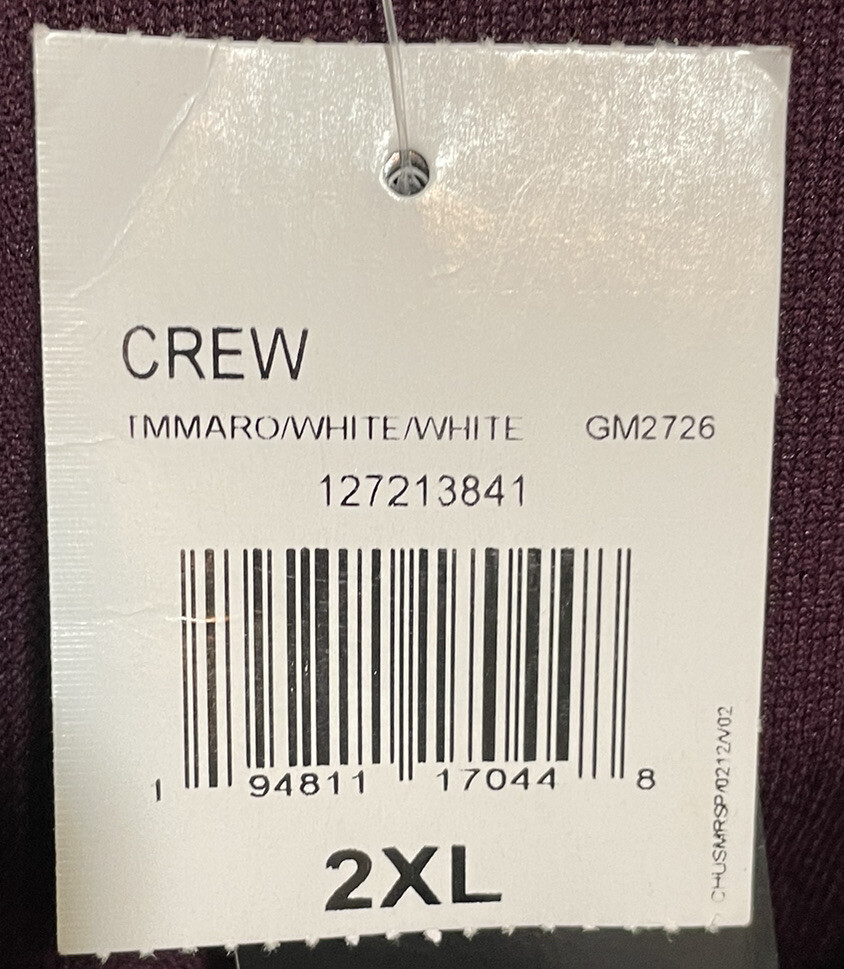 CREW
TMMARO/WHITE/WHITE GM2726
127213841
1 94811 17044 8
2XL
CHUSMRSP/0212/V02